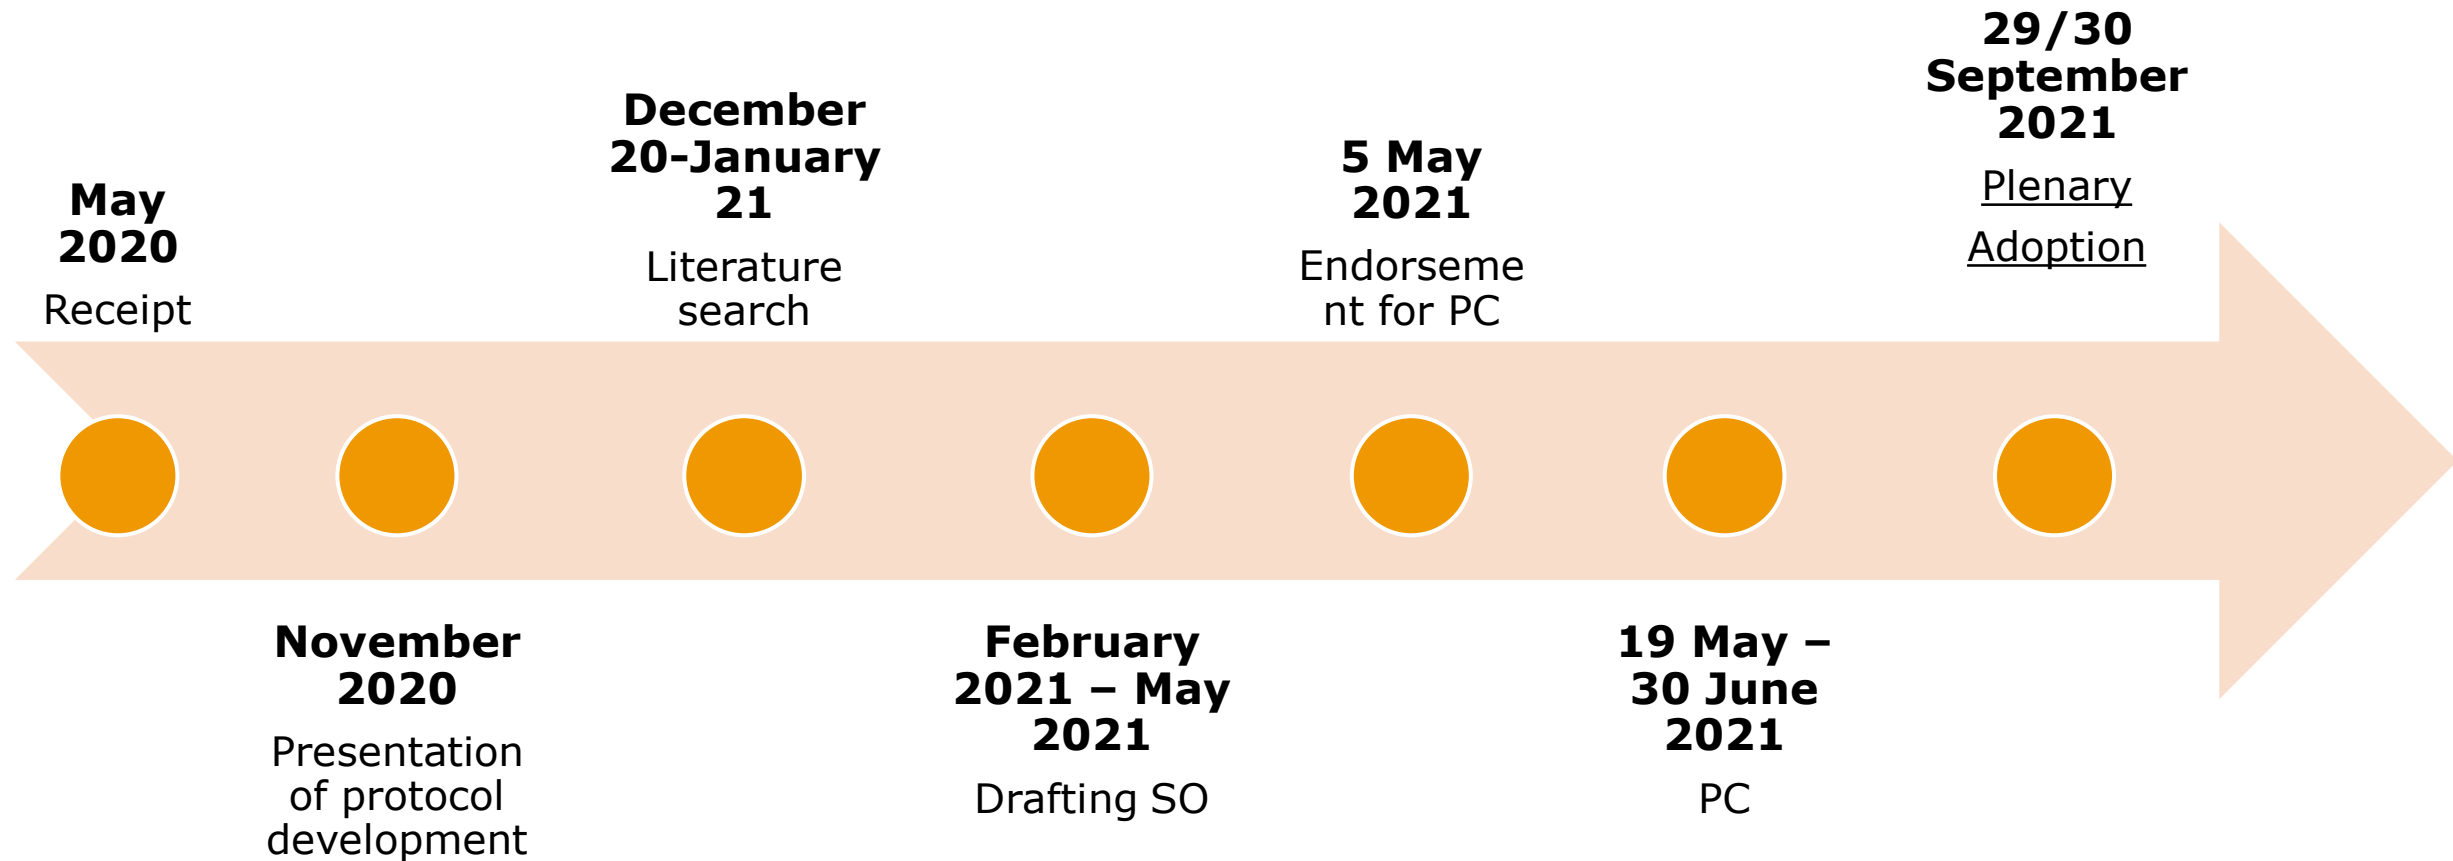 May
2020
Receipt
November
2020
Presentation
of protocol
development
December
20-January
21
Literature
search
February
2021 – May
2021
Drafting SO
5 May
2021
Endorseme
nt for PC
19 May –
30 June
2021
PC
29/30
September
2021
Plenary
Adoption